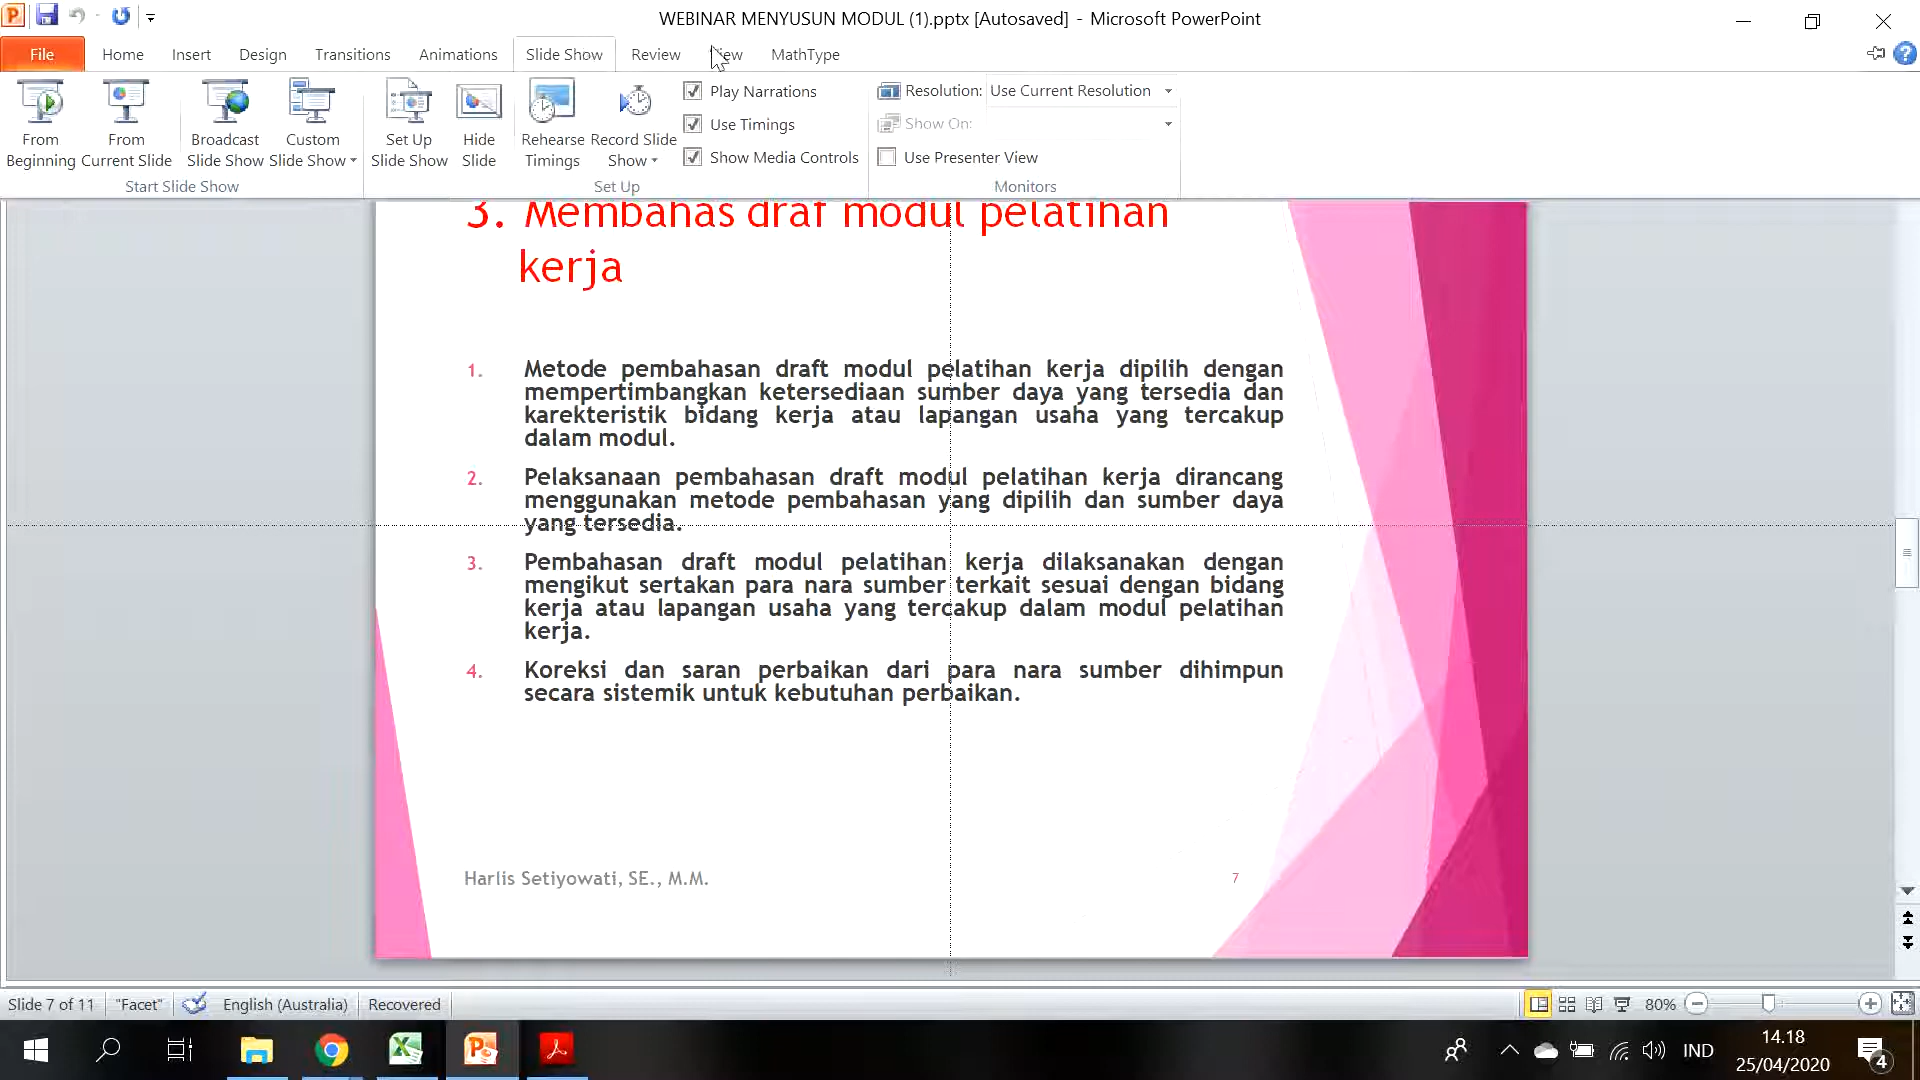 WEBINAR MENYUSUN MODUL (1).pptx [Autosaved] - Microsoft PowerPoint
File Home Insert Design Transitions Animations Slide Show Review View MathType
From Beginning
From Current Slide
Broadcast Slide Show
Custom Slide Show
Start Slide Show
Set Up Slide Show
Hide Slide
Rehearse Timings
Record Slide Show
Play Narrations
Use Timings
Show Media Controls
Set Up
Resolution: Use Current Resolution
Show On:
Use Presenter View
Monitors
3. Membahas draf modul pelatihan
kerja
1. Metode pembahasan draft modul pelatihan kerja dipilih dengan
mempertimbangkan ketersediaan sumber daya yang tersedia dan
karekteristik bidang kerja atau lapangan usaha yang tercakup
dalam modul.
2. Pelaksanaan pembahasan draft modul pelatihan kerja dirancang
menggunakan metode pembahasan yang dipilih dan sumber daya
yang tersedia.
3. Pembahasan draft modul pelatihan kerja dilaksanakan dengan
mengikut sertakan para nara sumber terkait sesuai dengan bidang
kerja atau lapangan usaha yang tercakup dalam modul pelatihan
kerja.
4. Koreksi dan saran perbaikan dari para nara sumber dihimpun
secara sistemik untuk kebutuhan perbaikan.
Harlis Setiyowati, SE., M.M.
7
Slide 7 of 11 "Facet" English (Australia) Recovered 80%
IND
14.18
25/04/2020
4